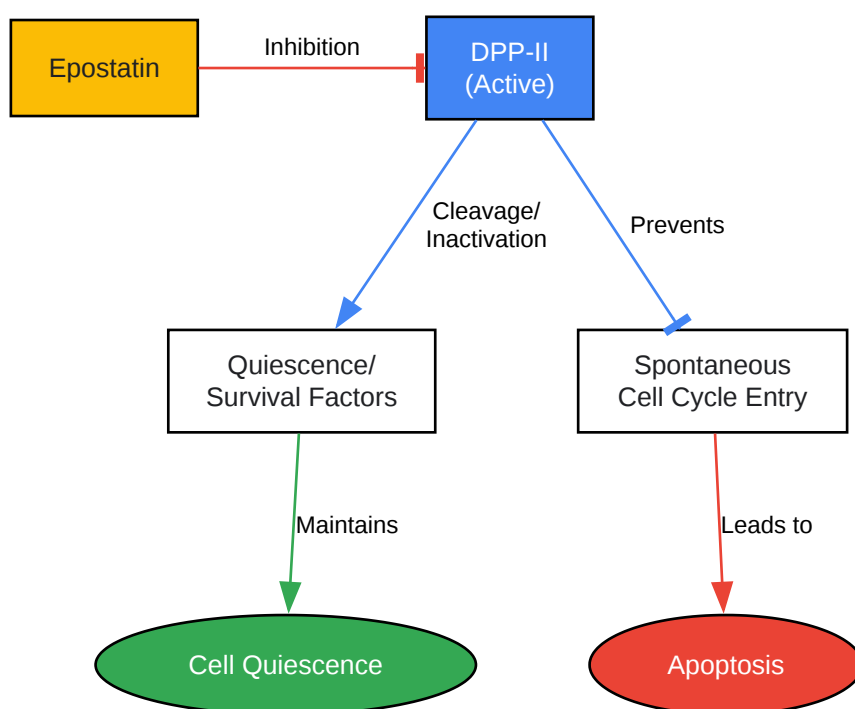 Epostatin
Inhibition
DPP-II
(Active)
Cleavage/
Inactivation
Prevents
Quiescence/
Survival Factors
Spontaneous
Cell Cycle Entry
Maintains
Leads to
Cell Quiescence
Apoptosis